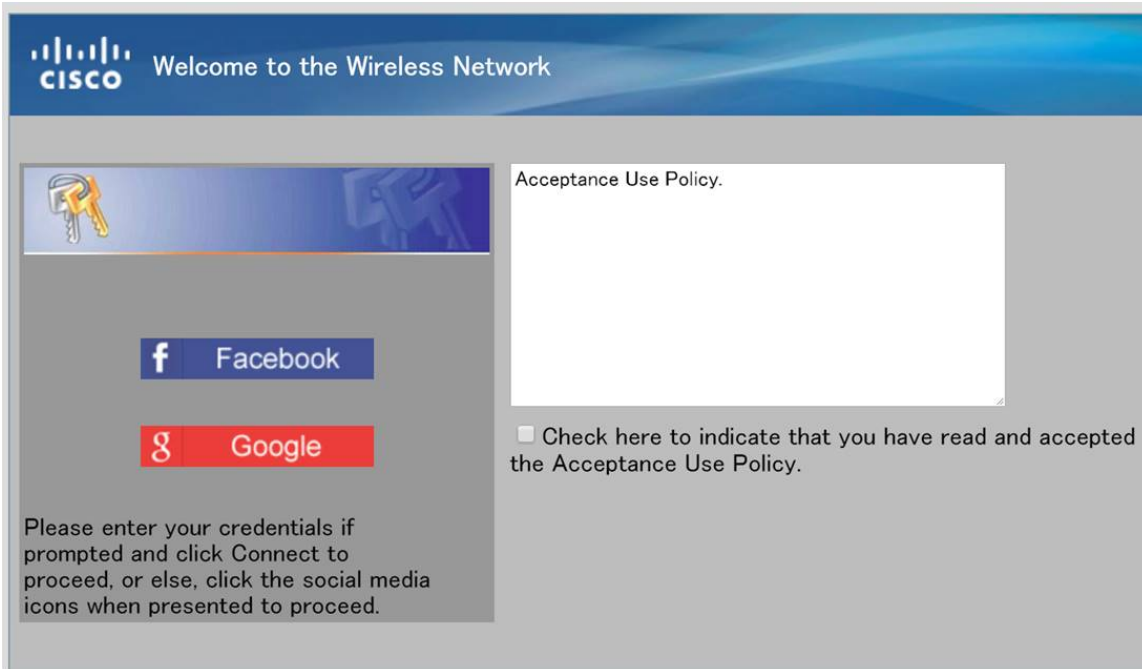 CISCO
Welcome to the Wireless Network
f Facebook
g Google
Please enter your credentials if
prompted and click Connect to
proceed, or else, click the social media
icons when presented to proceed.
Acceptance Use Policy.
Check here to indicate that you have read and accepted
the Acceptance Use Policy.